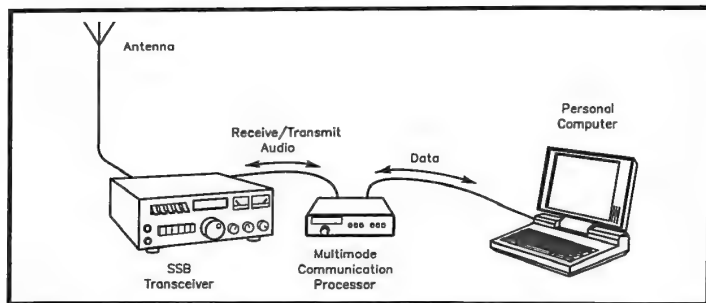 Antenna
Receive/Transmit
Audio
Data
Personal
Computer
SSB
Transceiver
Multimode
Communication
Processor